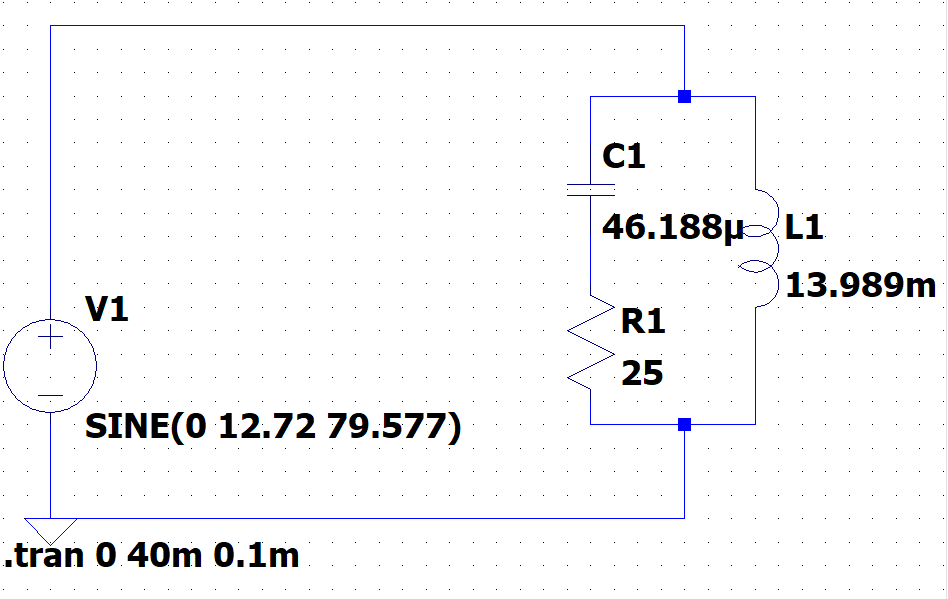 C1
46.188µ
L1
13.989m
V1
R1
25
SINE(0 12.72 79.577)
.tran 0 40m 0.1m